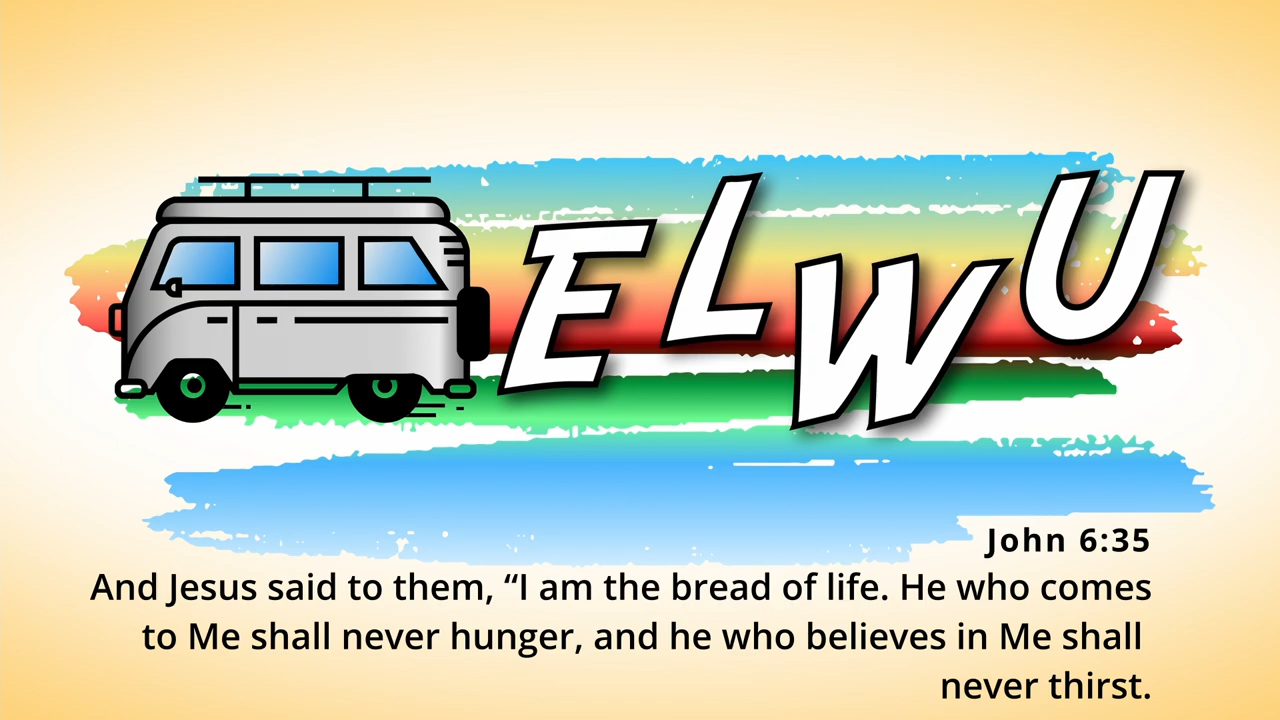 ELWU
John 6:35
And Jesus said to them, “I am the bread of life. He who comes
to Me shall never hunger, and he who believes in Me shall
never thirst.